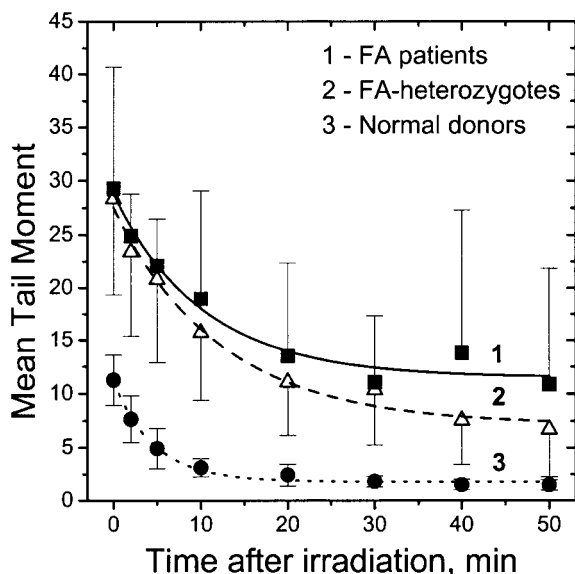 45
40
35
30
25
20
15
10
5
0
Mean Tail Moment
1 - FA patients
2 - FA-heterozygotes
3 - Normal donors
1
2
3
0 10 20 30 40 50
Time after irradiation, min